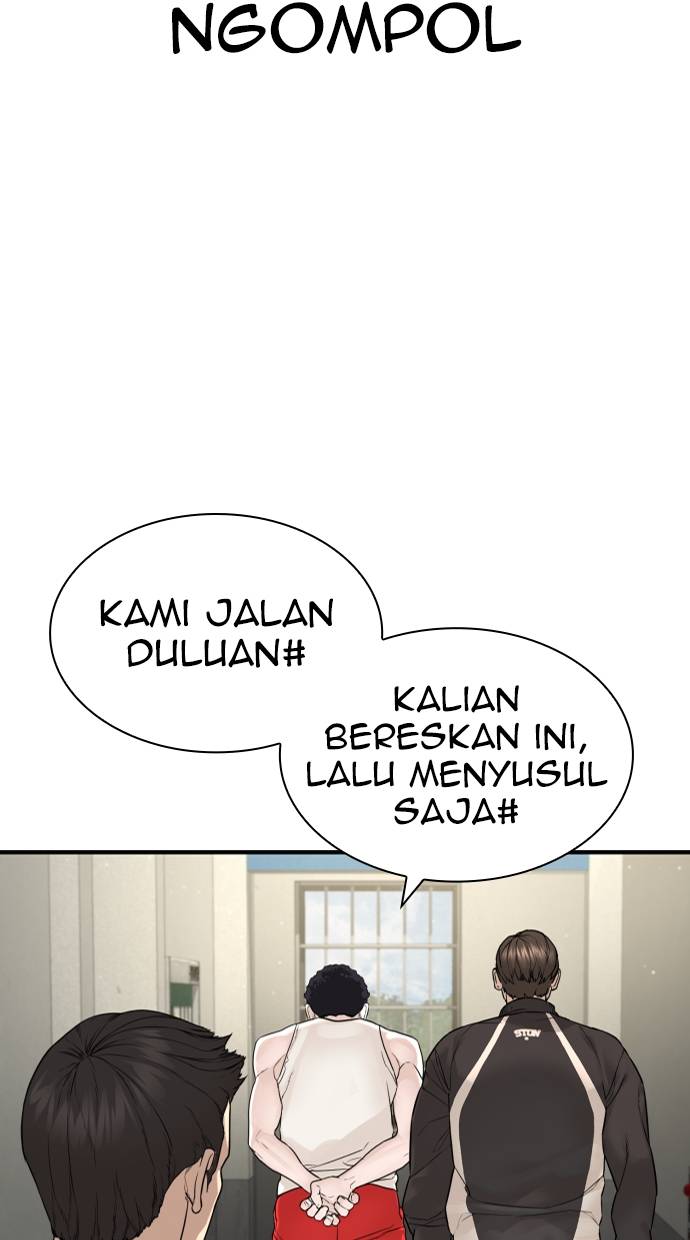 NGOMPOL
KAMI JALAN
DULUAN#
KALIAN
BERESKAN INI,
LALU MENYUSUL
SAJA#